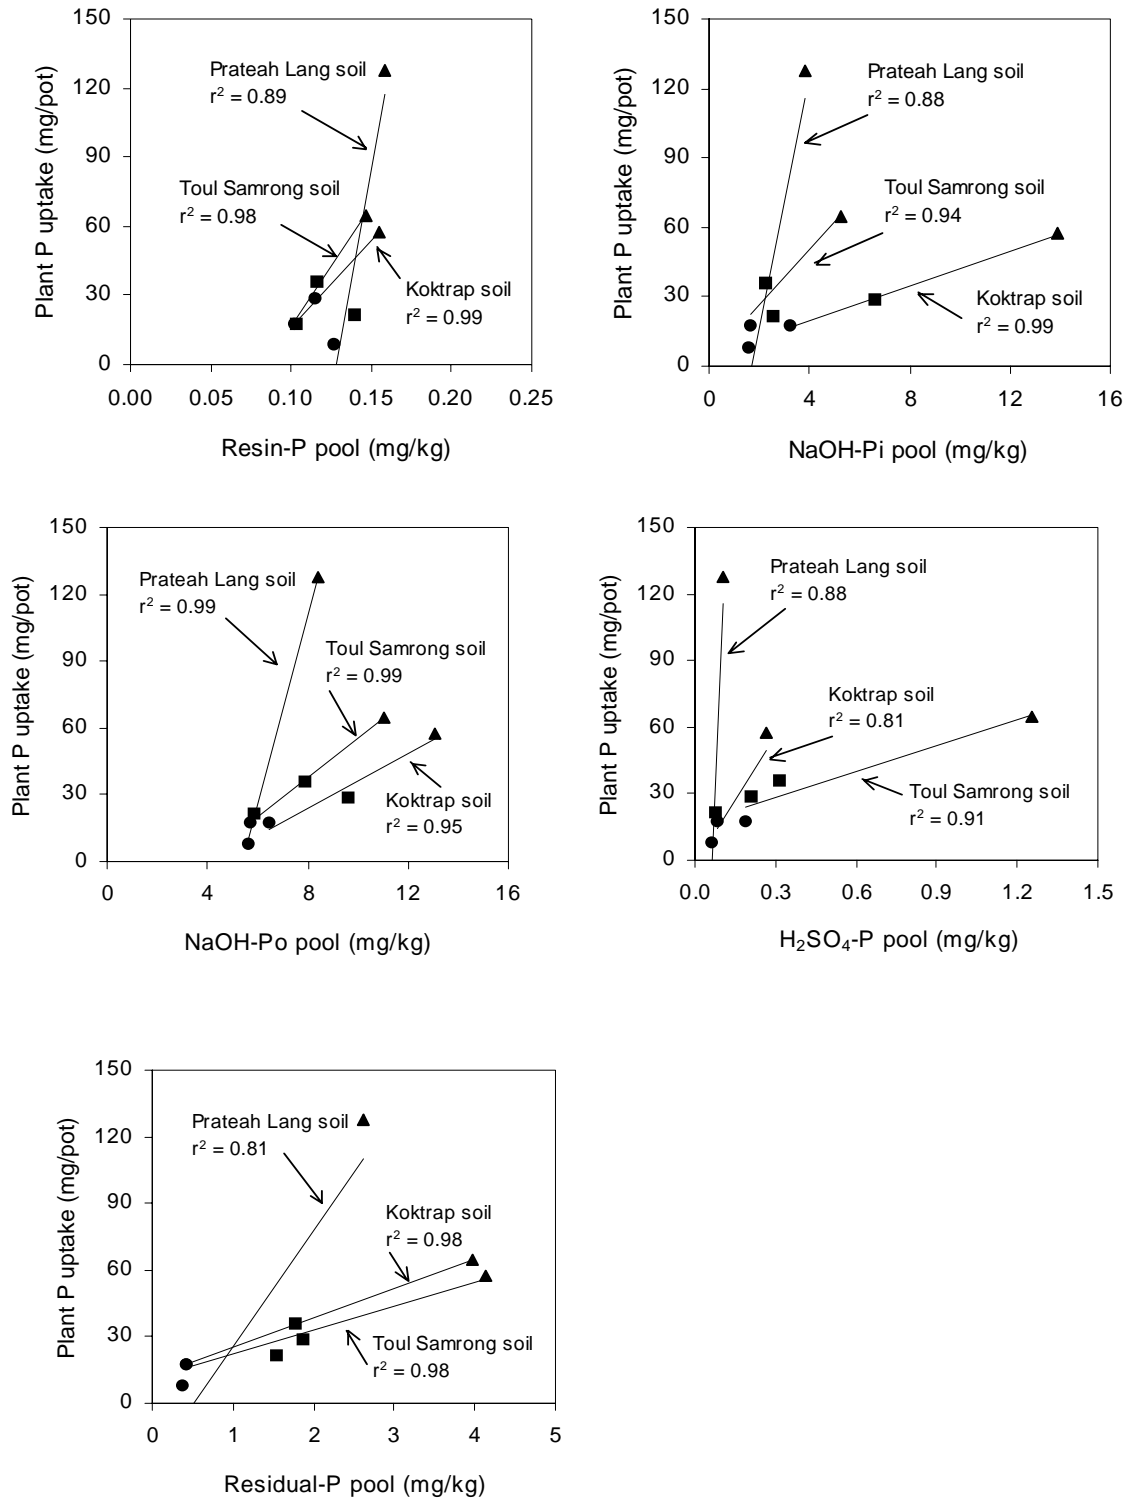 Plant P uptake (mg/pot)
150
120
90
60
30
0
Prateah Lang soil
r² = 0.89
Toul Samrong soil
r² = 0.98
Koktrap soil
r² = 0.99
0.00 0.05 0.10 0.15 0.20 0.25
Resin-P pool (mg/kg)
Plant P uptake (mg/pot)
150
120
90
60
30
0
Prateah Lang soil
r² = 0.88
Toul Samrong soil
r² = 0.94
Koktrap soil
r² = 0.99
0 4 8 12 16
NaOH-Pi pool (mg/kg)
Plant P uptake (mg/pot)
150
120
90
60
30
0
Prateah Lang soil
r² = 0.99
Toul Samrong soil
r² = 0.99
Koktrap soil
r² = 0.95
0 4 8 12 16
NaOH-Po pool (mg/kg)
Plant P uptake (mg/pot)
150
120
90
60
30
0
Prateah Lang soil
r² = 0.88
Koktrap soil
r² = 0.81
Toul Samrong soil
r² = 0.91
0.0 0.3 0.6 0.9 1.2 1.5
H₂SO₄-P pool (mg/kg)
Plant P uptake (mg/pot)
150
120
90
60
30
0
Prateah Lang soil
r² = 0.81
Koktrap soil
r² = 0.98
Toul Samrong soil
r² = 0.98
0 1 2 3 4 5
Residual-P pool (mg/kg)